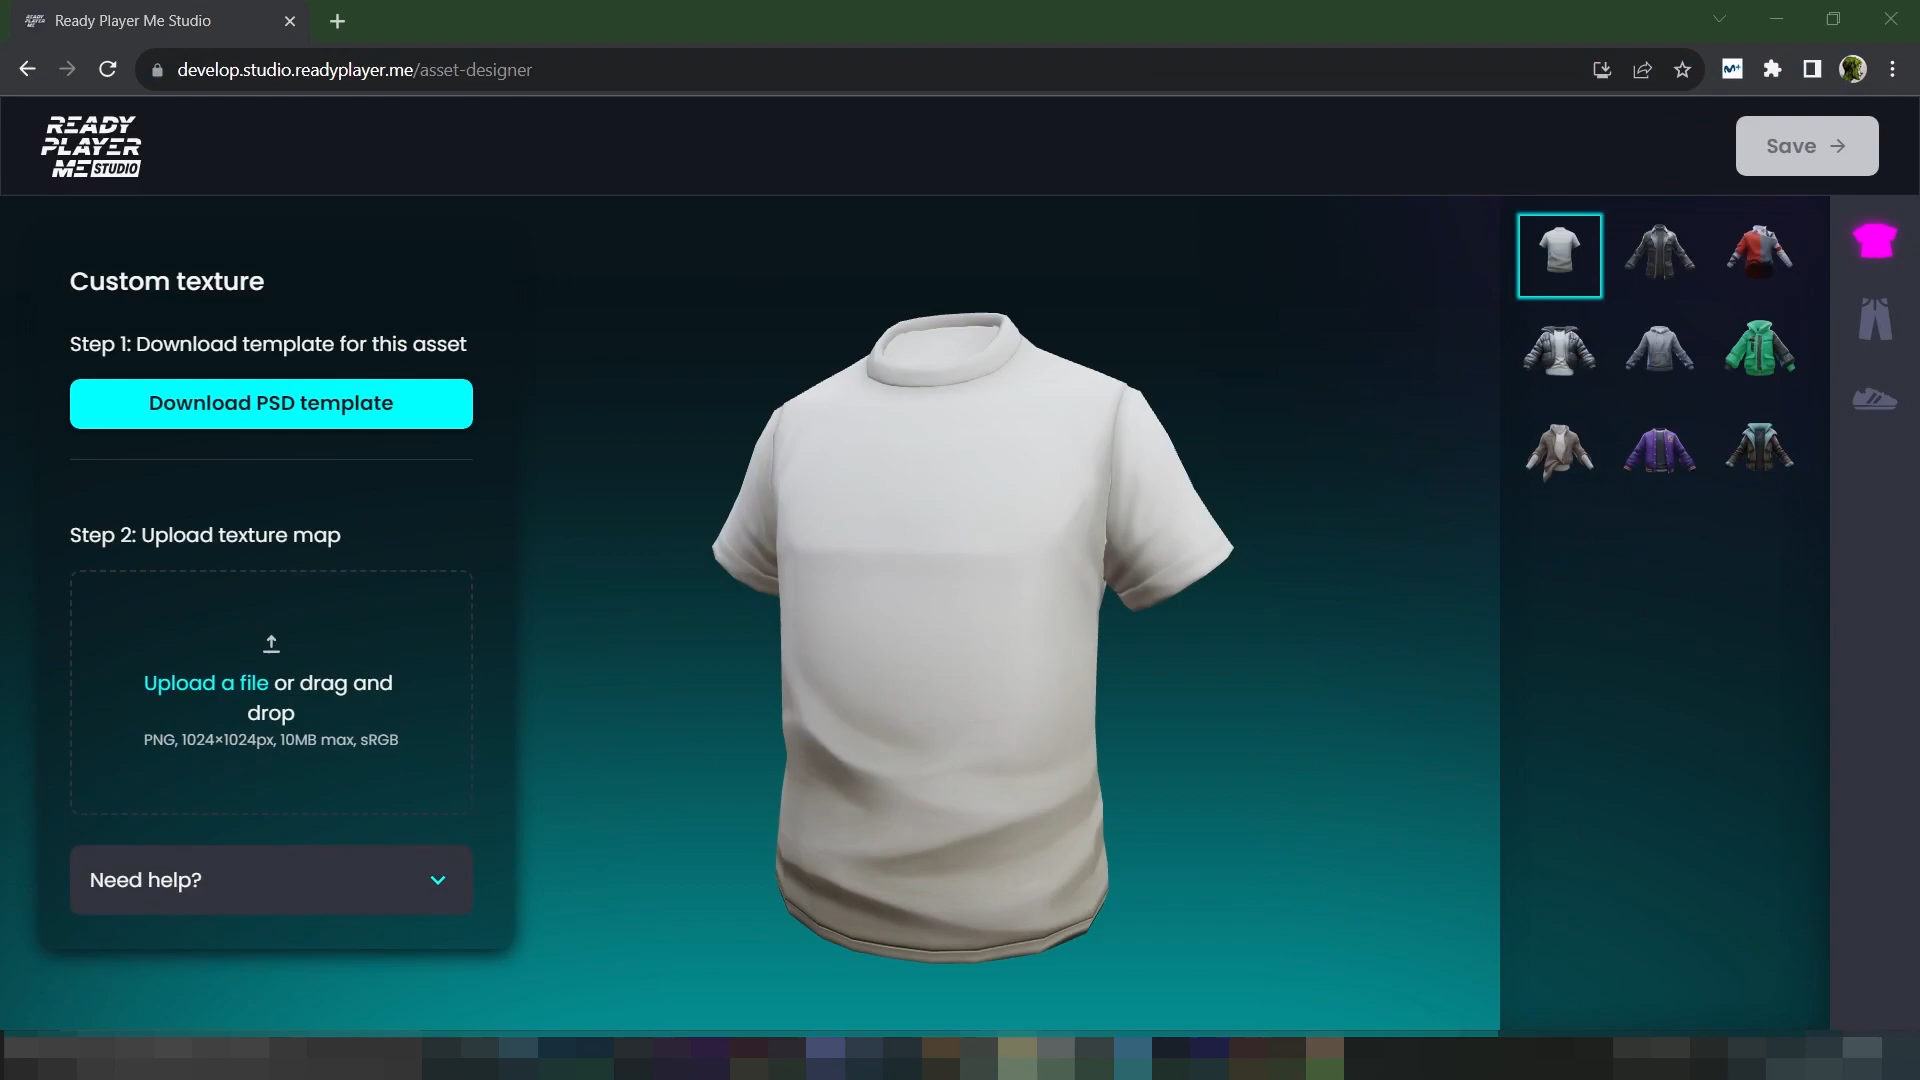 Ready Player Me Studio
develop.studio.readyplayer.me/asset-designer
READY
PLAYER
ME STUDIO
Save
Custom texture
Step 1: Download template for this asset
Download PSD template
Step 2: Upload texture map
Upload a file or drag and
drop
PNG, 1024×1024px, 10MB max, sRGB
Need help?